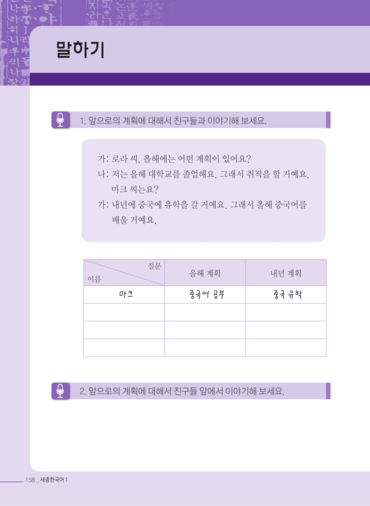 말하기
1. 앞으로의 계획에 대해서 친구들과 이야기해 보세요.
가: 로라 씨, 올해에는 어떤 계획이 있어요?
나: 저는 올해 대학교를 졸업해요. 그래서 취직을 할 거예요.
마크 씨는요?
가: 내년에 중국에 유학을 갈 거예요. 그래서 올해 중국어를
배울 거예요.
질문
이름
올해 계획
내년 계획
마크
중국어 공부
중국 유학
2. 앞으로의 계획에 대해서 친구들 앞에서 이야기해 보세요.
158 _ 세종한국어 1